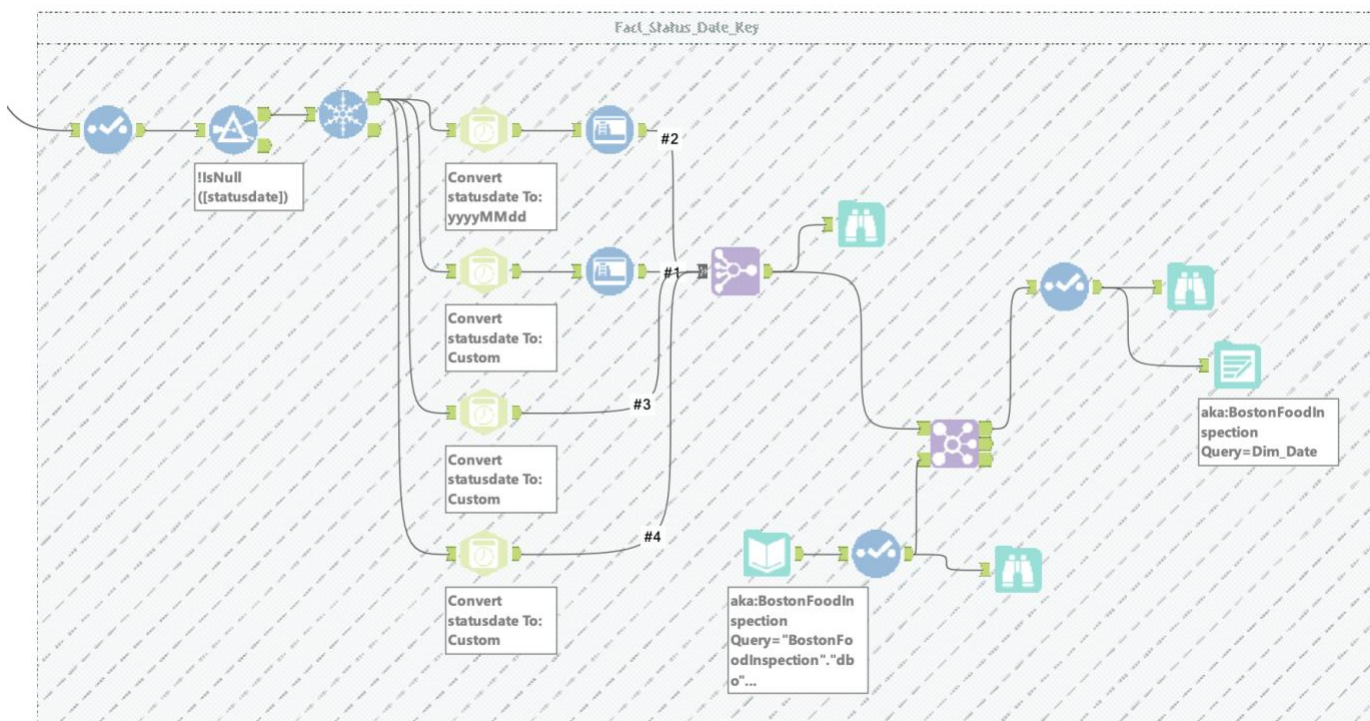 Fact_Status_Date_Key
!IsNull
([statusdate])
Convert
statusdate To:
yyyyMMdd
#2
Convert
statusdate To:
Custom
#1
Convert
statusdate To:
Custom
#3
Convert
statusdate To:
Custom
#4
aka:BostonFoodIn
spection
Query=Dim_Date
aka:BostonFoodIn
spection
Query="BostonFo
odInspection"."db
o"...